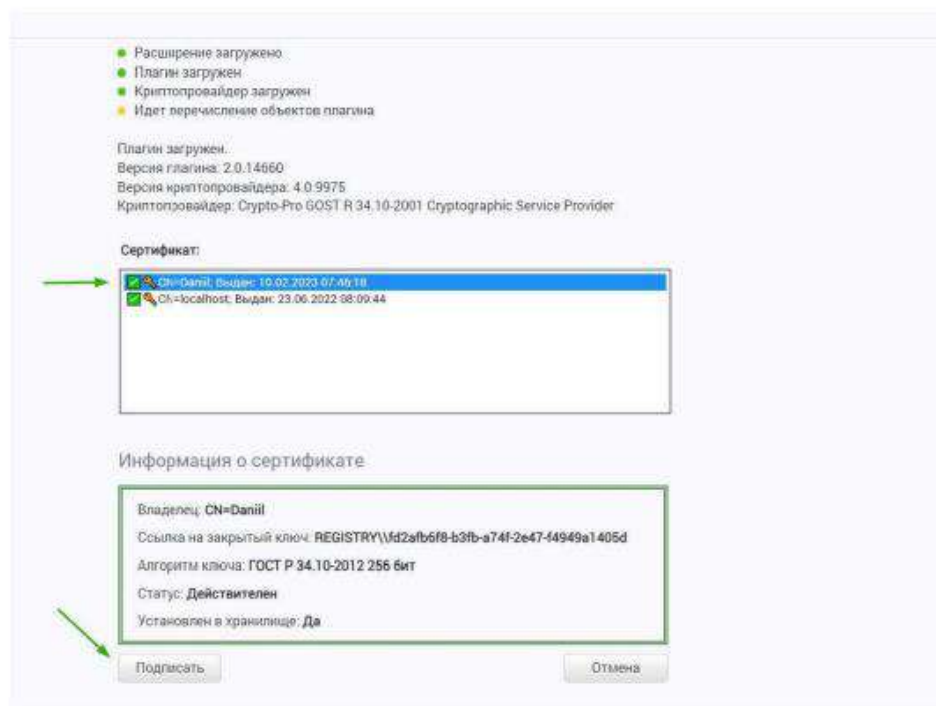 Расширение загружено
Плагин загружен
Криптопровайдер загружен
Идет перечисление объектов плагина
Плагин загружен.
Версия плагина: 2.0.14660
Версия криптопровайдера: 4.0.9975
Криптопровайдер: Crypto-Pro GOST R 34.10-2001 Cryptographic Service Provider
Сертификат:
CN=Daniil; Выдан: 10.02.2023 07:46:18
CN=localhost; Выдан: 23.06.2022 08:09:44
Информация о сертификате
Владелец: CN=Daniil
Ссылка на закрытый ключ: REGISTRY\\fd2afb6f8-b3fb-a74f-2e47-f4949a1405d
Алгоритм ключа: ГОСТ Р 34.10-2012 256 бит
Статус: Действителен
Установлен в хранилище: Да
Подписать
Отмена